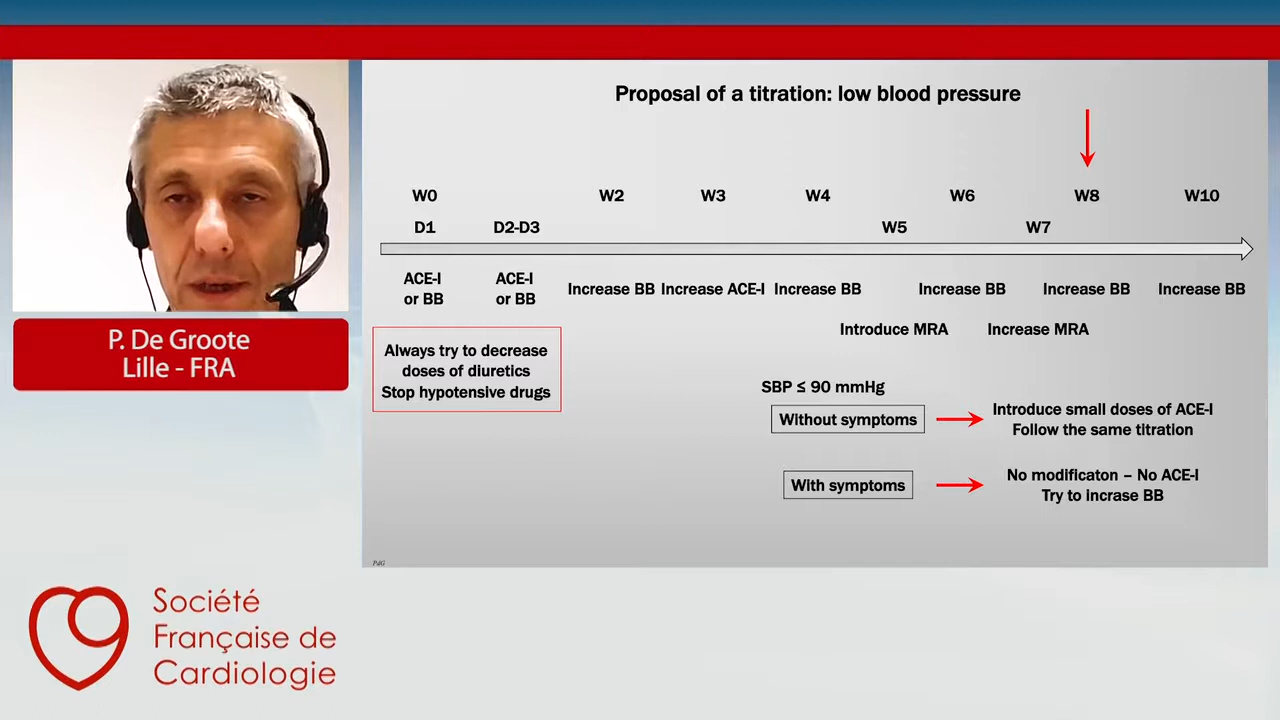 Proposal of a titration: low blood pressure
W0
W2
W3
W4
W6
W8
W10
D1
D2-D3
W5
W7
ACE-I
or BB
ACE-I
or BB
Increase BB
Increase ACE-I
Increase BB
Increase BB
Increase BB
Increase BB
Introduce MRA
Increase MRA
Always try to decrease
doses of diuretics
Stop hypotensive drugs
SBP ≤ 90 mmHg
Without symptoms
Introduce small doses of ACE-I
Follow the same titration
With symptoms
No modificaton – No ACE-I
Try to incrase BB
PdG
P. De Groote
Lille - FRA
Société
Française de
Cardiologie